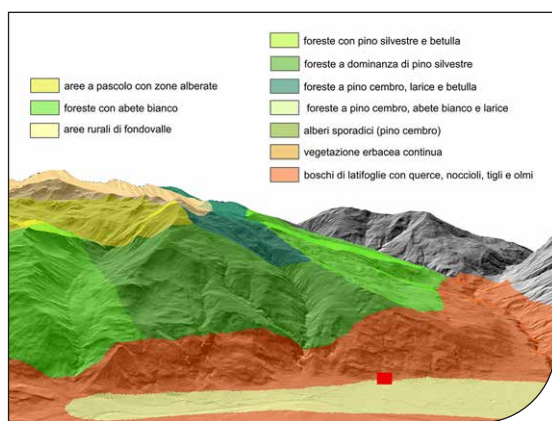 aree a pascolo con zone alberate
foreste con abete bianco
aree rurali di fondovalle
foreste con pino silvestre e betulla
foreste a dominanza di pino silvestre
foreste a pino cembro, larice e betulla
foreste a pino cembro, abete bianco e larice
alberi sporadici (pino cembro)
vegetazione erbacea continua
boschi di latifoglie con querce, noccioli, tigli e olmi